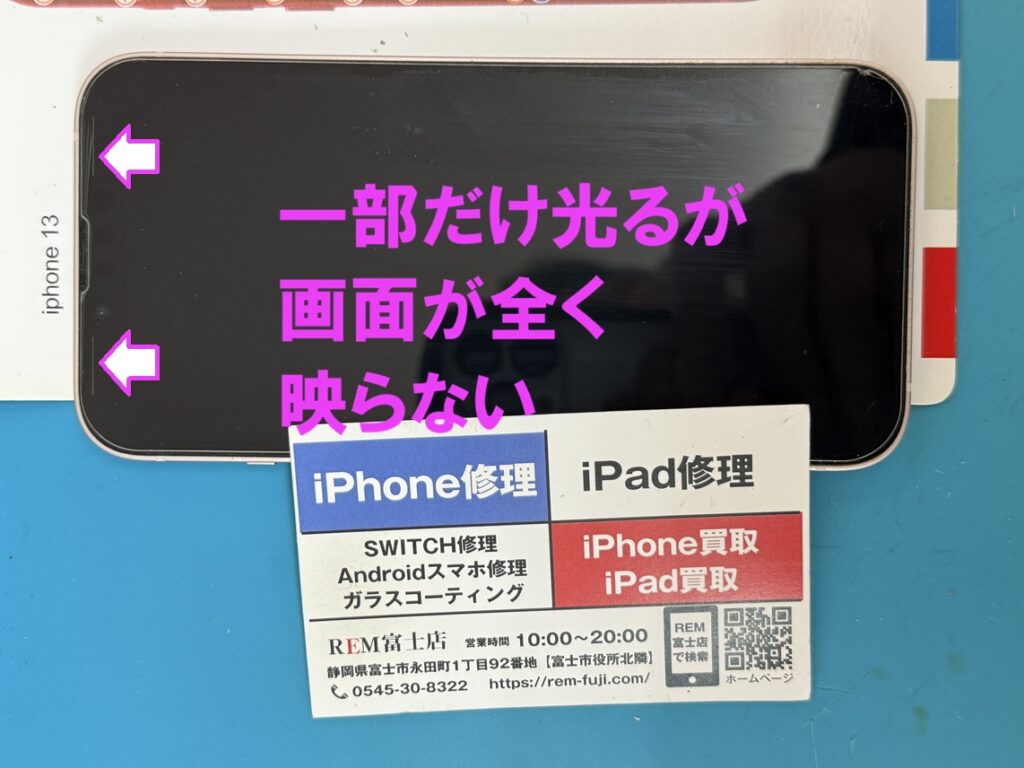 iphone 13
一部だけ光るが
画面が全く
映らない
iPhone修理
iPad修理
SWITCH修理
Androidスマホ修理
ガラスコーティング
iPhone買取
iPad買取
REM富士店 営業時間 10:00～20:00
静岡県富士市永田町1丁目92番地【富士市役所北隣】
0545-30-8322 https://rem-fuji.com/
REM
富士店
で検索
ホームページ